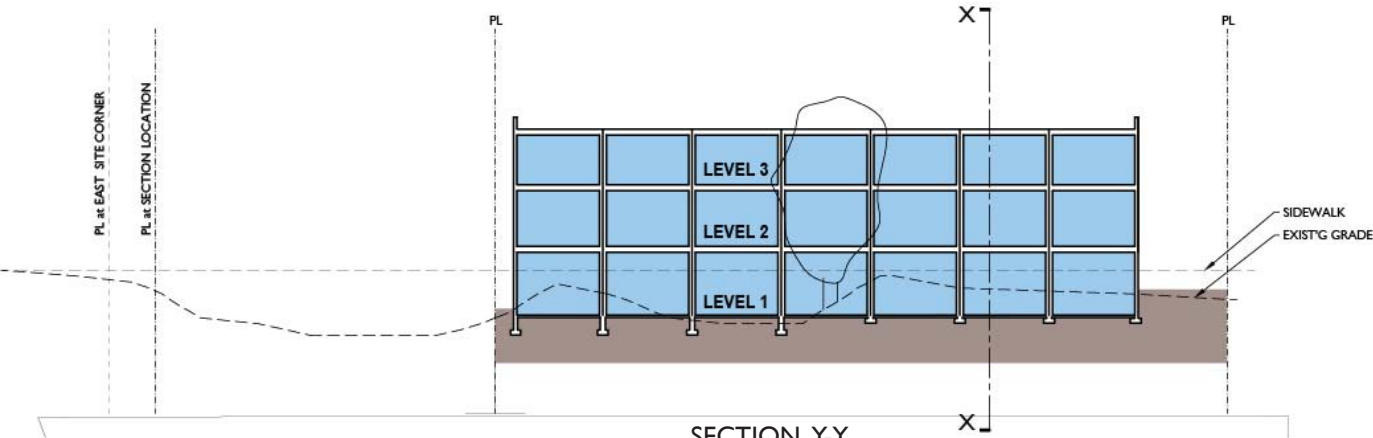 X
PL
PL
PL at EAST SITE CORNER
PL at SECTION LOCATION
LEVEL 3
LEVEL 2
LEVEL 1
SIDEWALK
EXIST'G GRADE
X
SECTION Y-Y